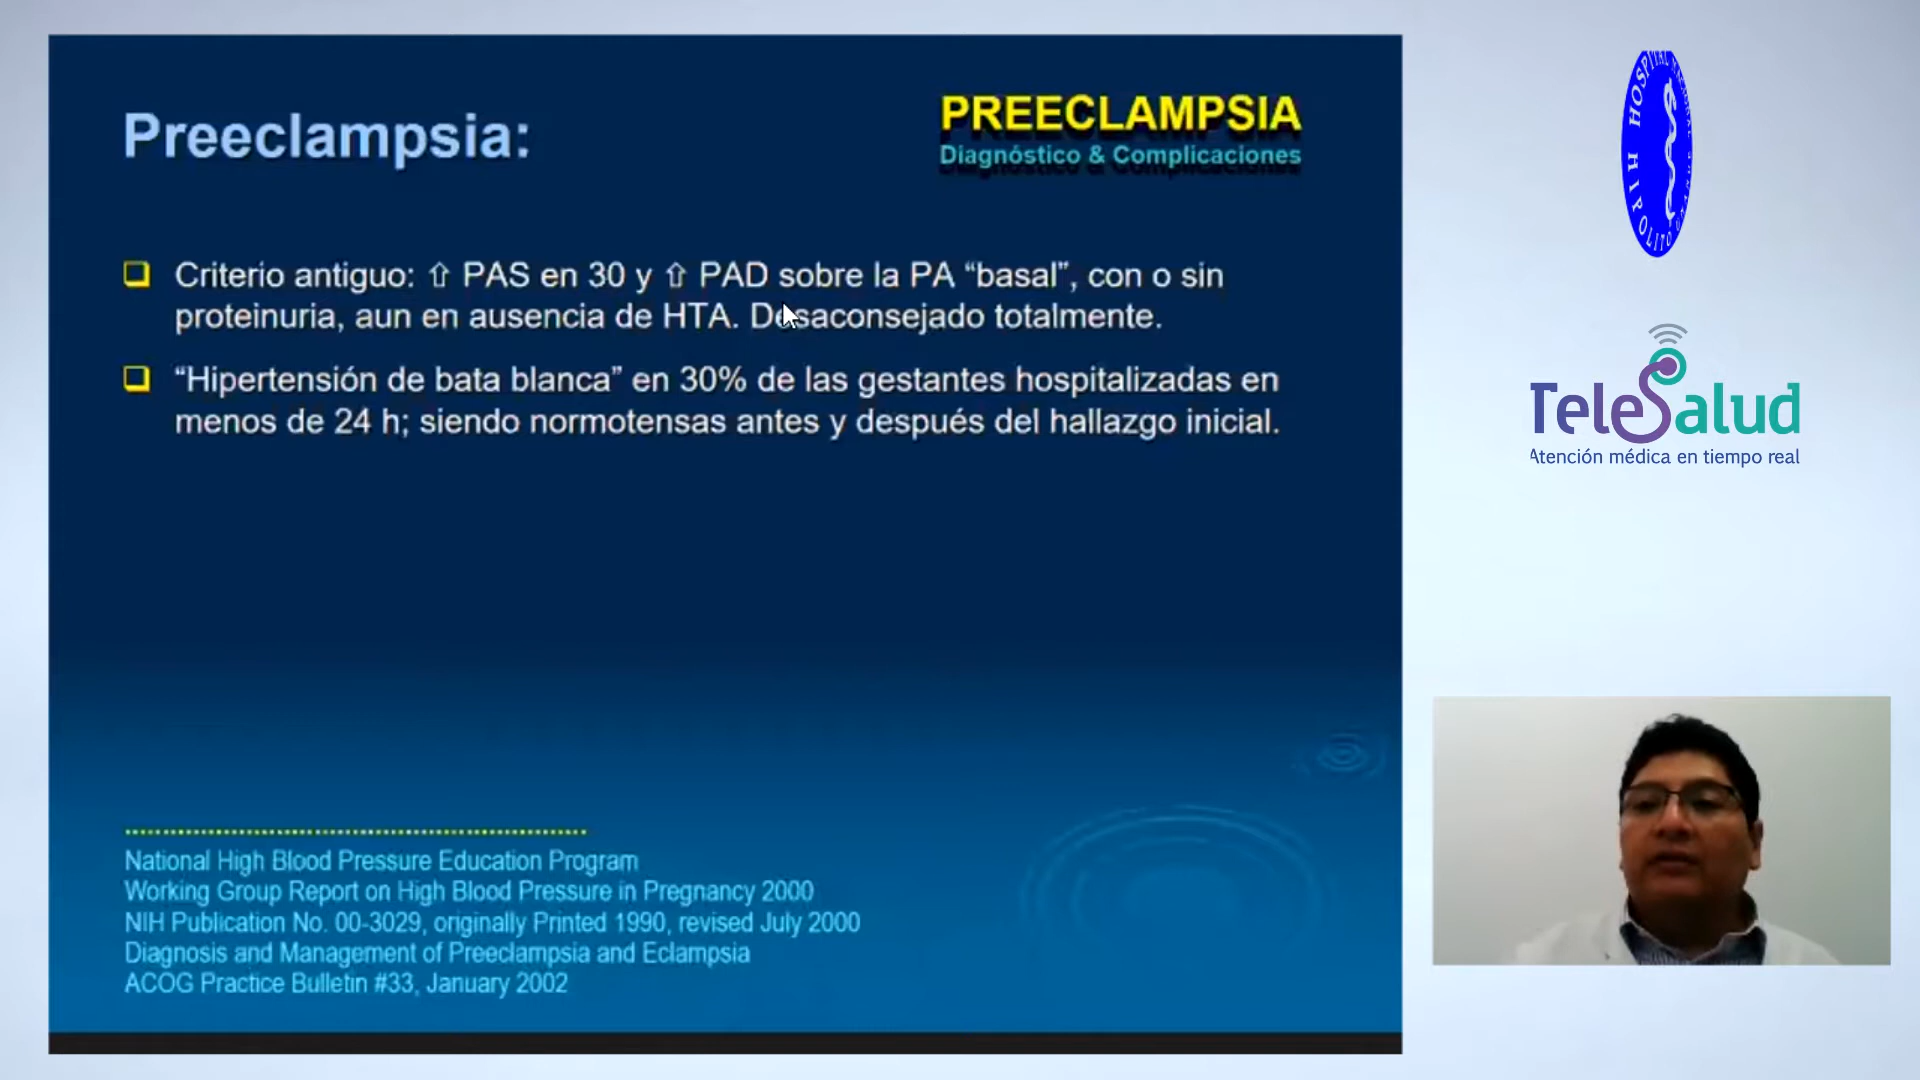 Preeclampsia:
PREECLAMPSIA
Diagnóstico & Complicaciones
❑ Criterio antiguo: ⇧ PAS en 30 y ⇧ PAD sobre la PA “basal”, con o sin
proteinuria, aun en ausencia de HTA. Desaconsejado totalmente.
❑ “Hipertensión de bata blanca” en 30% de las gestantes hospitalizadas en
menos de 24 h; siendo normotensas antes y después del hallazgo inicial.
National High Blood Pressure Education Program
Working Group Report on High Blood Pressure in Pregnancy 2000
NIH Publication No. 00-3029, originally Printed 1990, revised July 2000
Diagnosis and Management of Preeclampsia and Eclampsia
ACOG Practice Bulletin #33, January 2002
HOSPITAL
HIPOLITO
TeleSalud
Atención médica en tiempo real